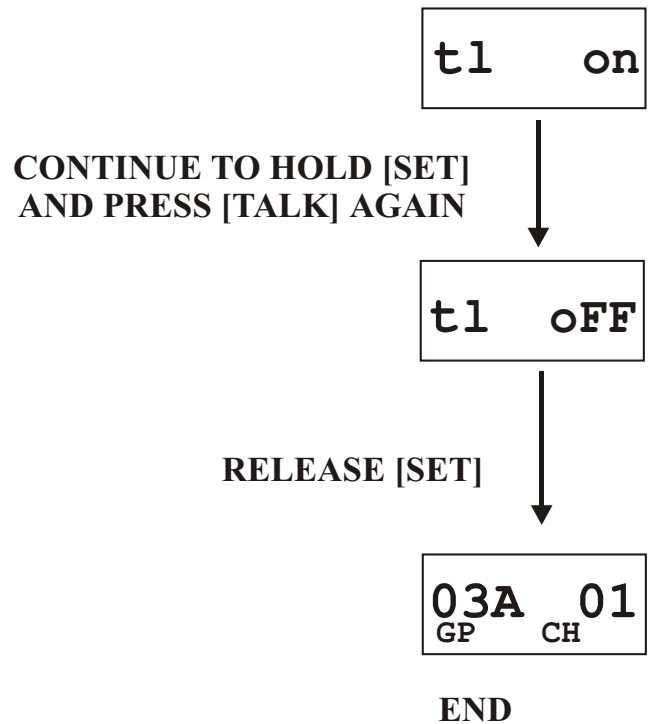 tl on
CONTINUE TO HOLD [SET]
AND PRESS [TALK] AGAIN
tl oFF
RELEASE [SET]
03A 01
GP CH
END